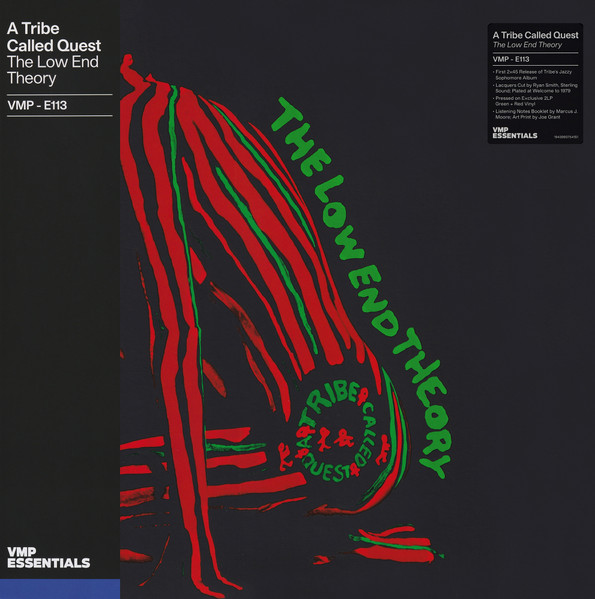 A Tribe
Called Quest
The Low End
Theory
VMP - E113
THE LOW END THEORY
A TRIBE CALLED QUEST
A Tribe Called Quest
The Low End Theory
VMP - E113
• First 2x45 Release of Tribe's Jazzy
Sophomore Album
• Lacquers Cut by Ryan Smith, Sterling
Sound; Plated at Welcome to 1979
• Pressed on Exclusive 2LP
Green + Red Vinyl
• Listening Notes Booklet by Marcus J.
Moore; Art Print by Joe Grant
VMP
ESSENTIALS
VMP
ESSENTIALS